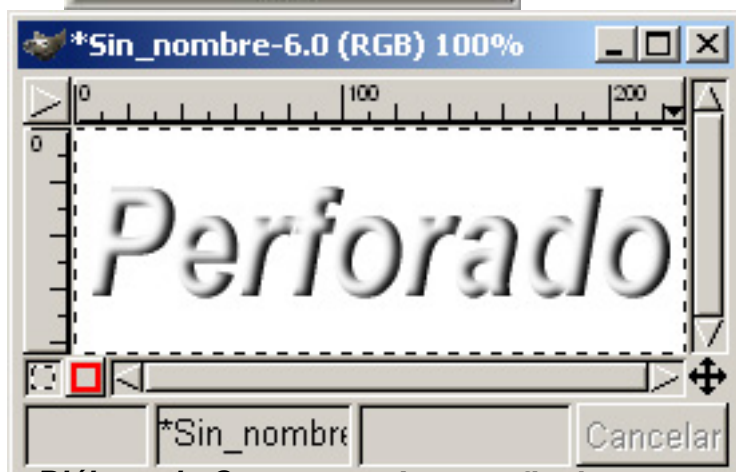 *Sin_nombre-6.0 (RGB) 100%
0 100 200
0
Perforado
*Sin_nombre
Cancelar